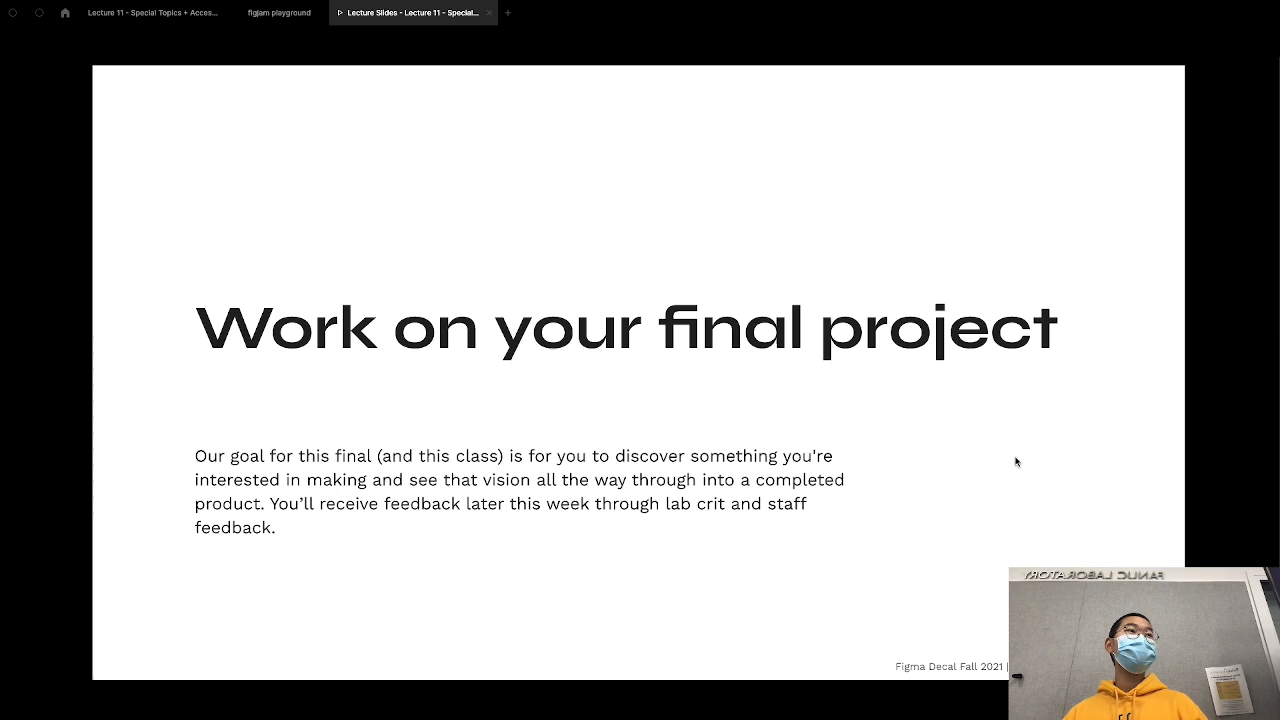 Lecture 11 - Special Topics + Acces...
figjam playground
Lecture Slides - Lecture 11 - Special...
Work on your final project
Our goal for this final (and this class) is for you to discover something you're
interested in making and see that vision all the way through into a completed
product. You’ll receive feedback later this week through lab crit and staff
feedback.
Figma Decal Fall 2021 |
FANUC LABORATORY